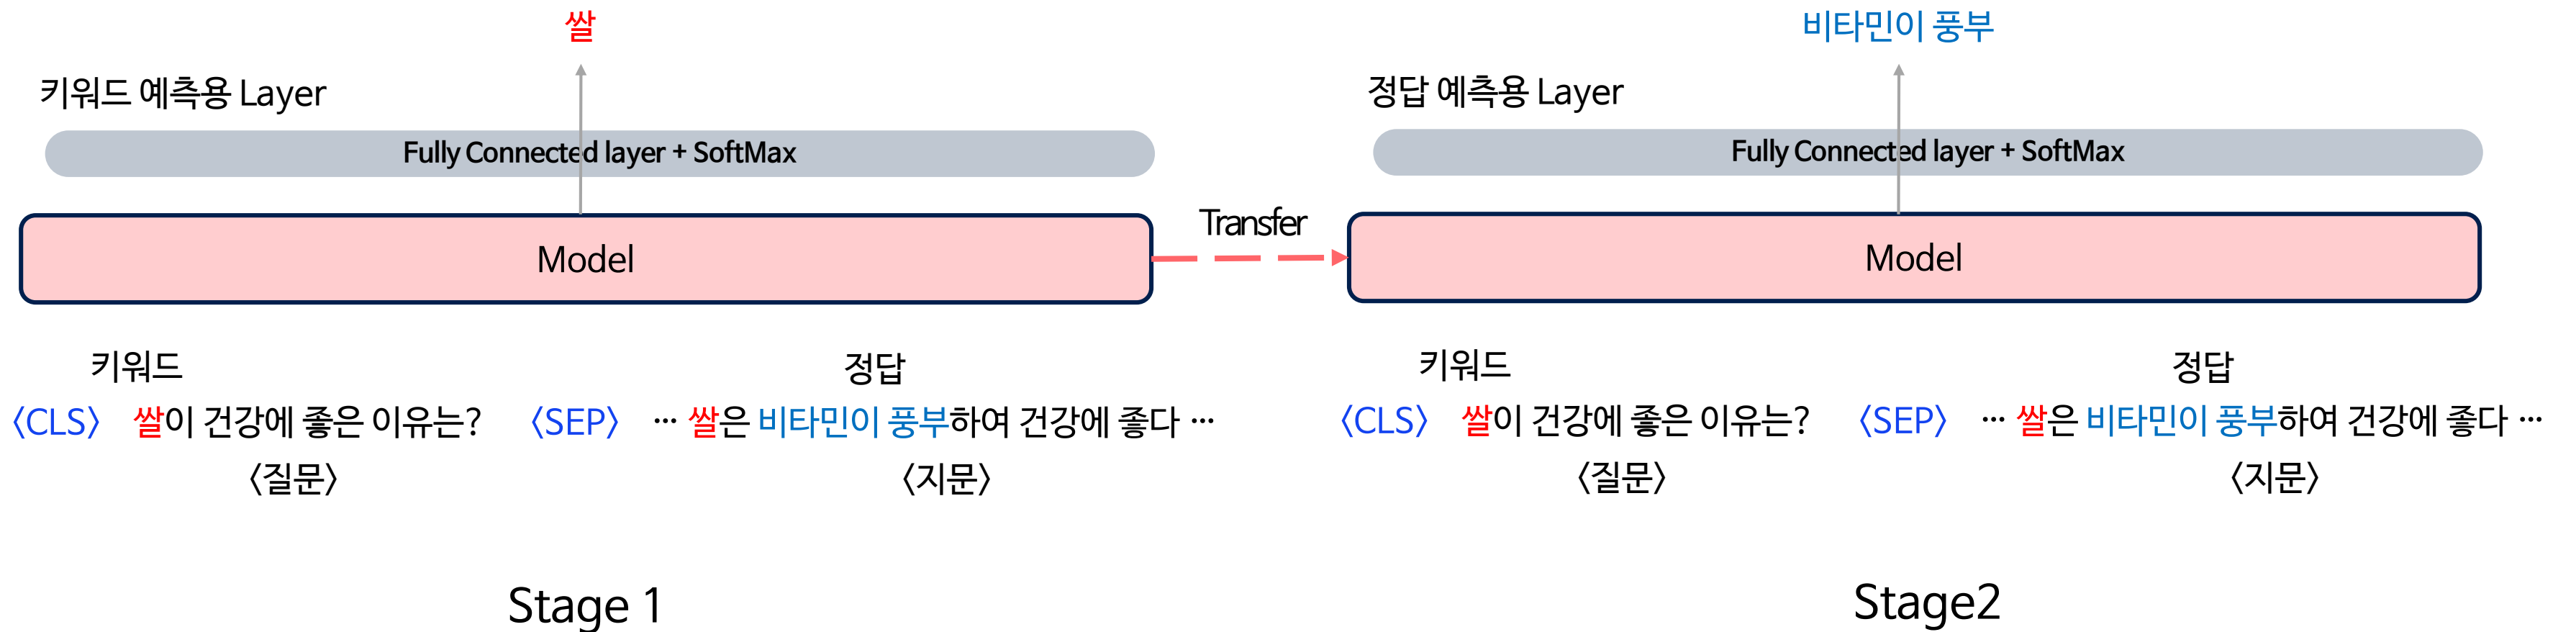 쌀
키워드 예측용 Layer
Fully Connected layer + SoftMax
Model
키워드
정답
〈CLS〉 쌀이 건강에 좋은 이유는? 〈SEP〉 ··· 쌀은 비타민이 풍부하여 건강에 좋다 ···
〈질문〉
〈지문〉
Stage 1
Transfer
비타민이 풍부
정답 예측용 Layer
Fully Connected layer + SoftMax
Model
키워드
정답
〈CLS〉 쌀이 건강에 좋은 이유는? 〈SEP〉 ··· 쌀은 비타민이 풍부하여 건강에 좋다 ···
〈질문〉
〈지문〉
Stage2